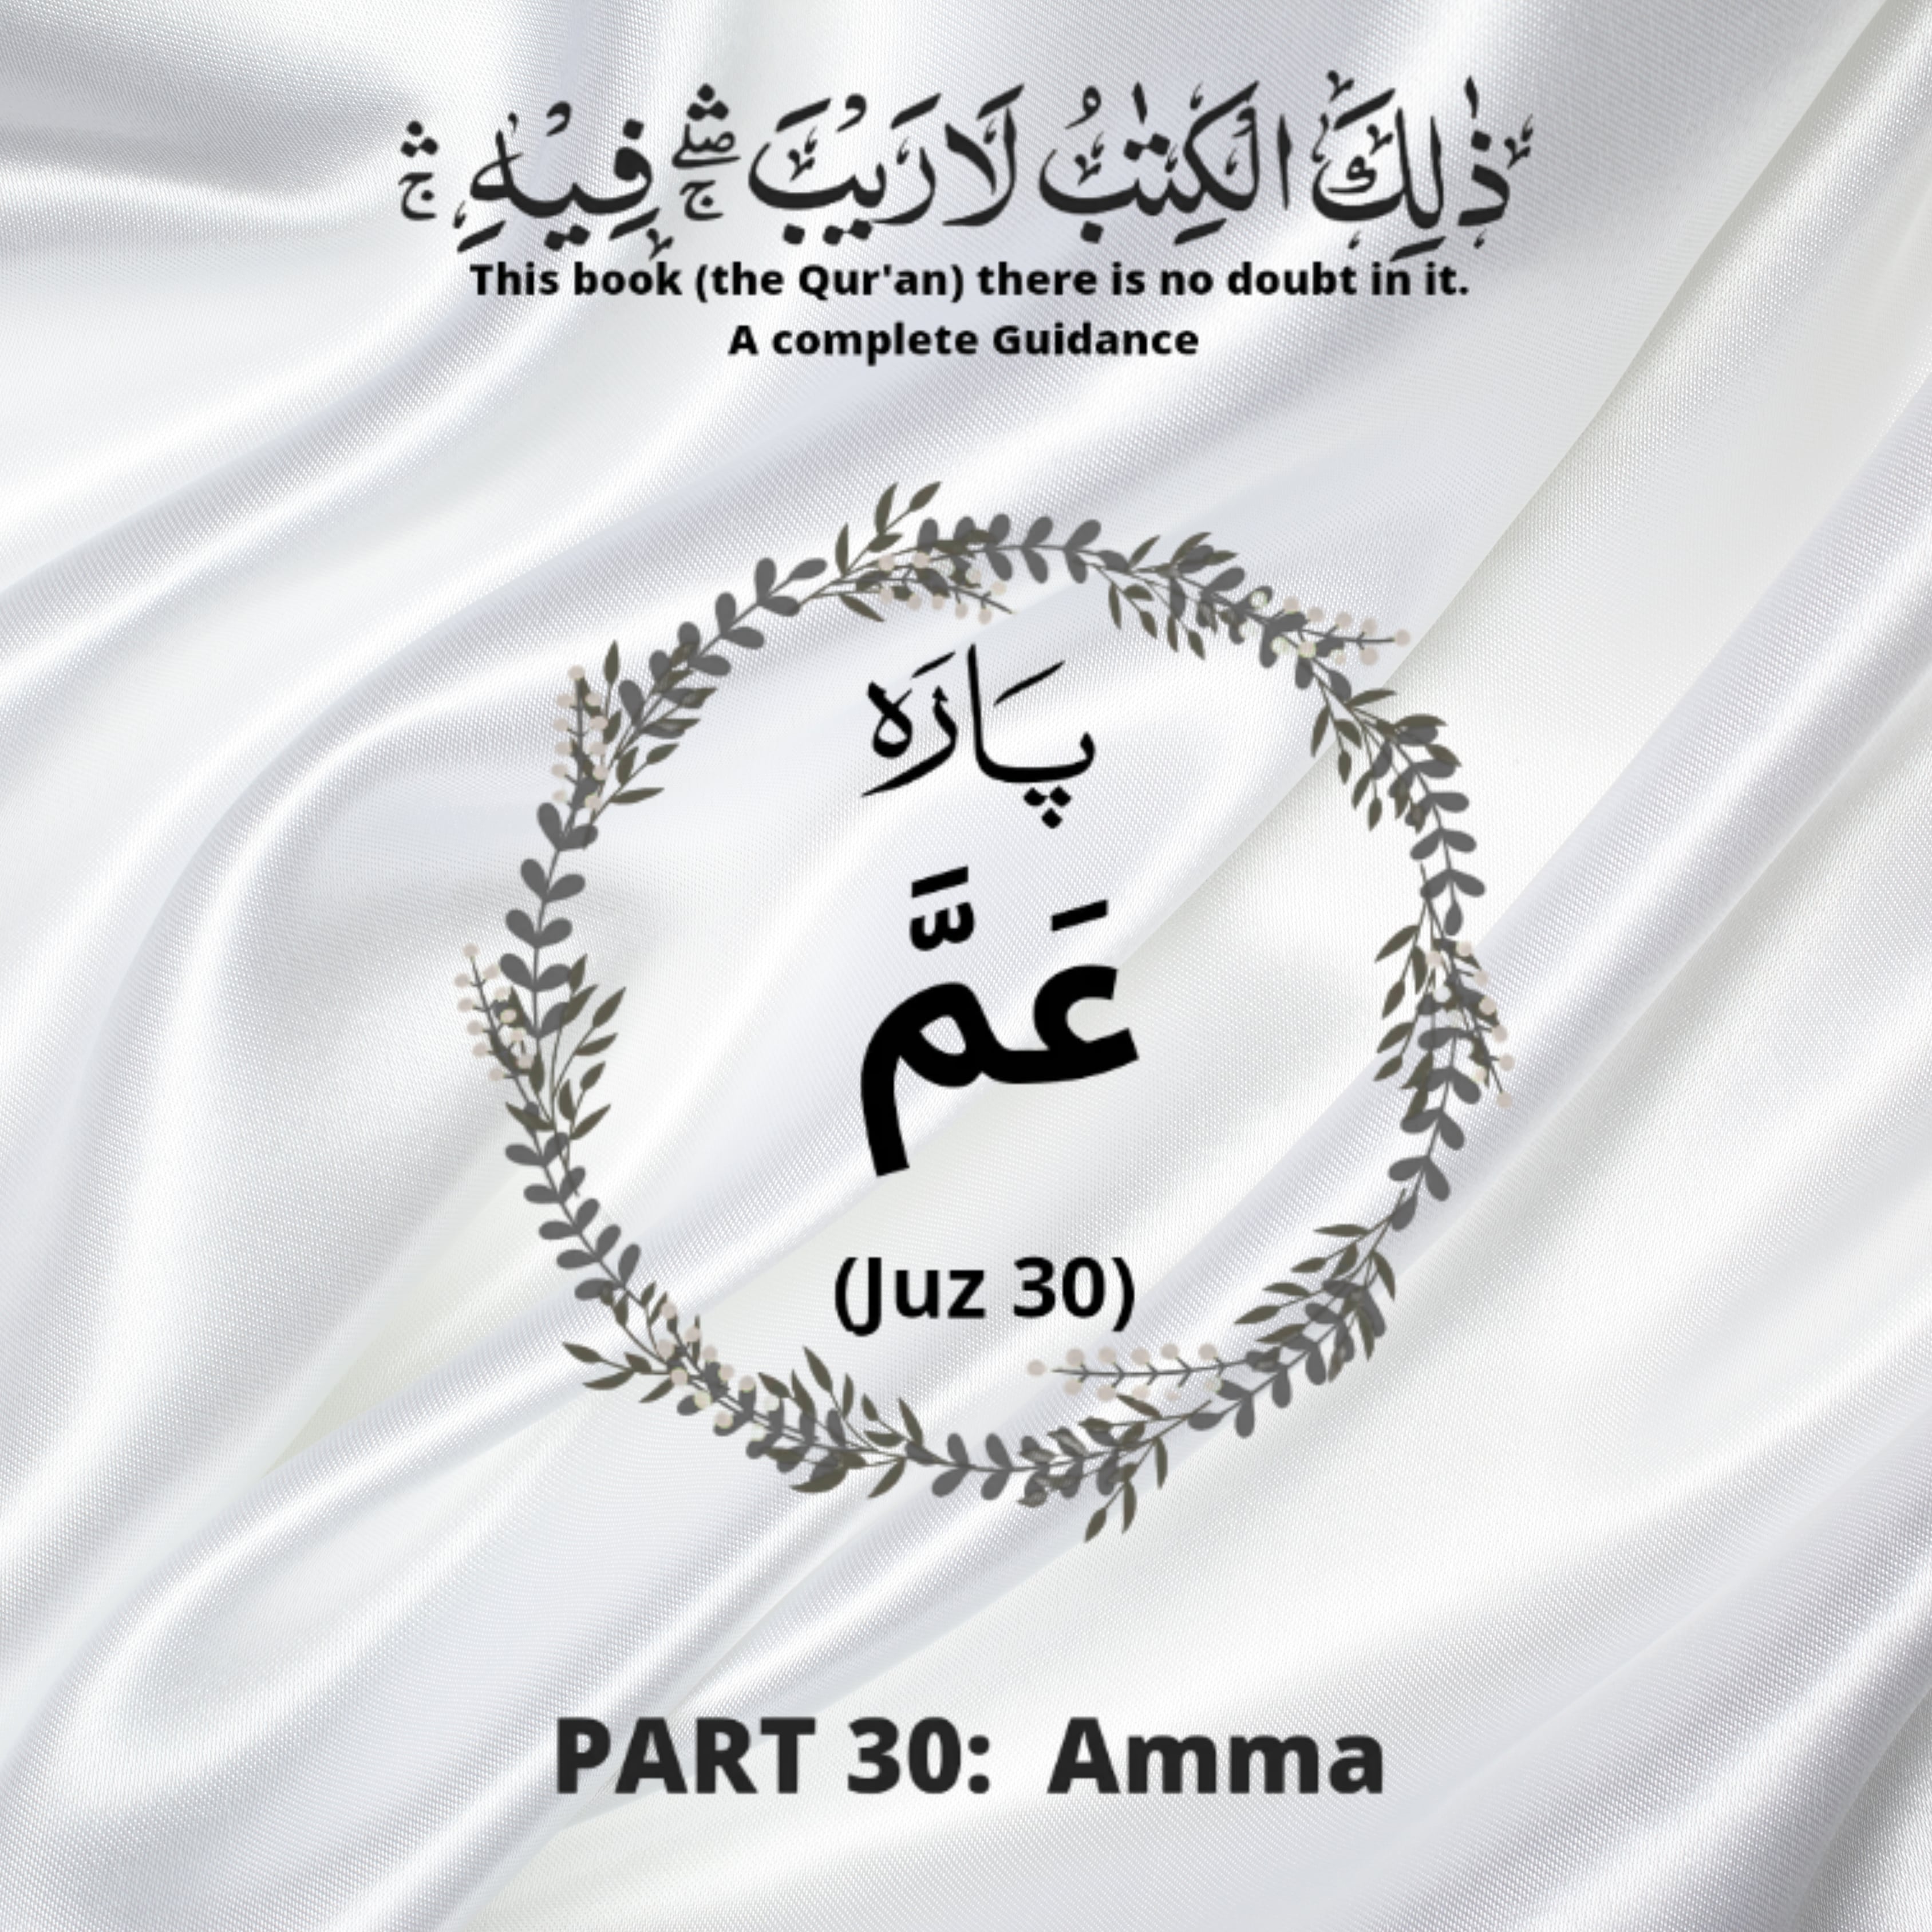 ذٰلِكَ الْكِتٰبُ لَا رَيْبَ ۛۖۚ فِيْهِ ۛۚ
This book (the Qur'an) there is no doubt in it.
A complete Guidance
پَارَہ
عَمَّ
(Juz 30)
PART 30: Amma